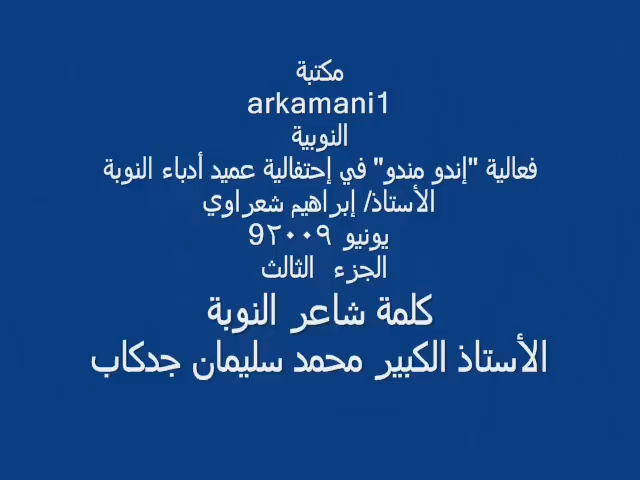 مكتبة
arkamani1
النوبية
فعالية "إندو مندو" في إحتفالية عميد أدباء النوبة
الأستاذ/ إبراهيم شعراوي
يونيو 9٢٠٠٩
الجزء الثالث
كلمة شاعر النوبة
الأستاذ الكبير محمد سليمان جدكاب